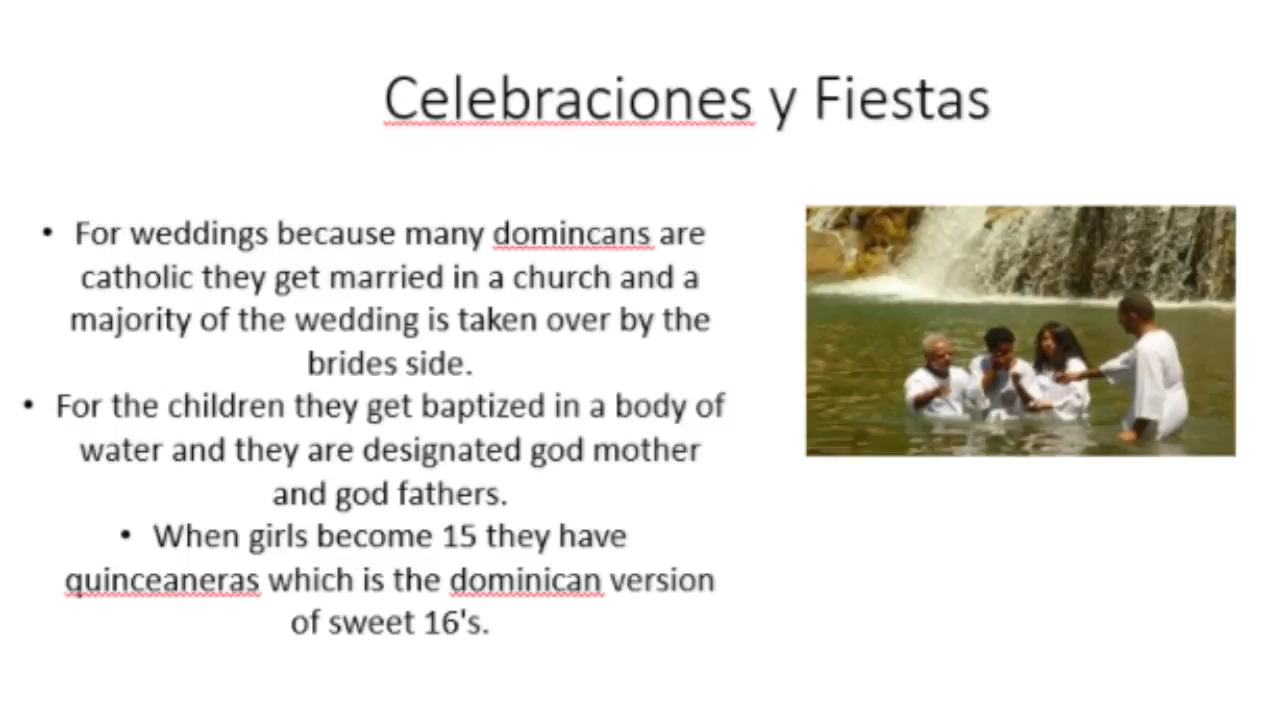 Celebraciones y Fiestas
• For weddings because many domincans are
catholic they get married in a church and a
majority of the wedding is taken over by the
brides side.
• For the children they get baptized in a body of
water and they are designated god mother
and god fathers.
• When girls become 15 they have
quinceaneras which is the dominican version
of sweet 16's.